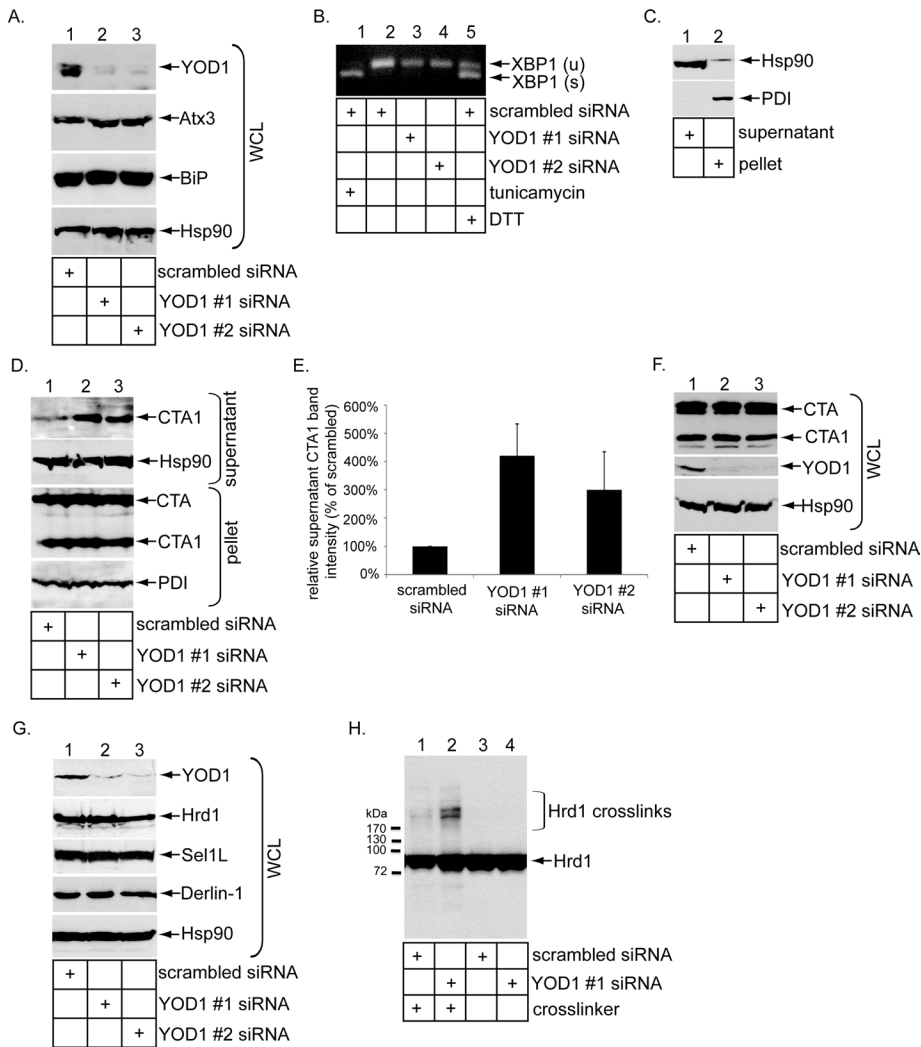 A.
1 2 3
YOD1
Atx3
BiP
Hsp90
WCL
+ scrambled siRNA
+ YOD1 #1 siRNA
+ YOD1 #2 siRNA
B.
1 2 3 4 5
XBP1 (u)
XBP1 (s)
+ + + scrambled siRNA
+ YOD1 #1 siRNA
+ YOD1 #2 siRNA
+ tunicamycin
+ DTT
C.
1 2
Hsp90
PDI
+ supernatant
+ pellet
D.
1 2 3
CTA1
Hsp90
supernatant
CTA
CTA1
PDI
pellet
+ scrambled siRNA
+ YOD1 #1 siRNA
+ YOD1 #2 siRNA
E.
relative supernatant CTA1 band
intensity (% of scrambled)
600%
500%
400%
300%
200%
100%
0%
scrambled
siRNA
YOD1 #1
siRNA
YOD1 #2
siRNA
F.
1 2 3
CTA
CTA1
YOD1
Hsp90
WCL
+ scrambled siRNA
+ YOD1 #1 siRNA
+ YOD1 #2 siRNA
G.
1 2 3
YOD1
Hrd1
Sel1L
Derlin-1
Hsp90
WCL
+ scrambled siRNA
+ YOD1 #1 siRNA
+ YOD1 #2 siRNA
H.
1 2 3 4
kDa
170
130
100
72
Hrd1 crosslinks
Hrd1
+ + scrambled siRNA
+ + YOD1 #1 siRNA
+ + crosslinker